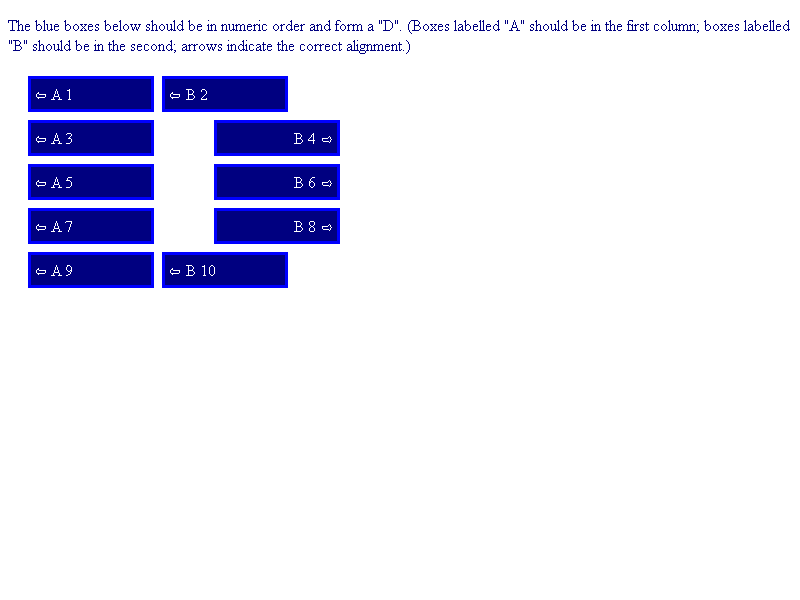 The blue boxes below should be in numeric order and form a "D". (Boxes labelled "A" should be in the first column; boxes labelled
"B" should be in the second; arrows indicate the correct alignment.)
⇦ A 1 ⇦ B 2
⇦ A 3 B 4 ⇨
⇦ A 5 B 6 ⇨
⇦ A 7 B 8 ⇨
⇦ A 9 ⇦ B 10